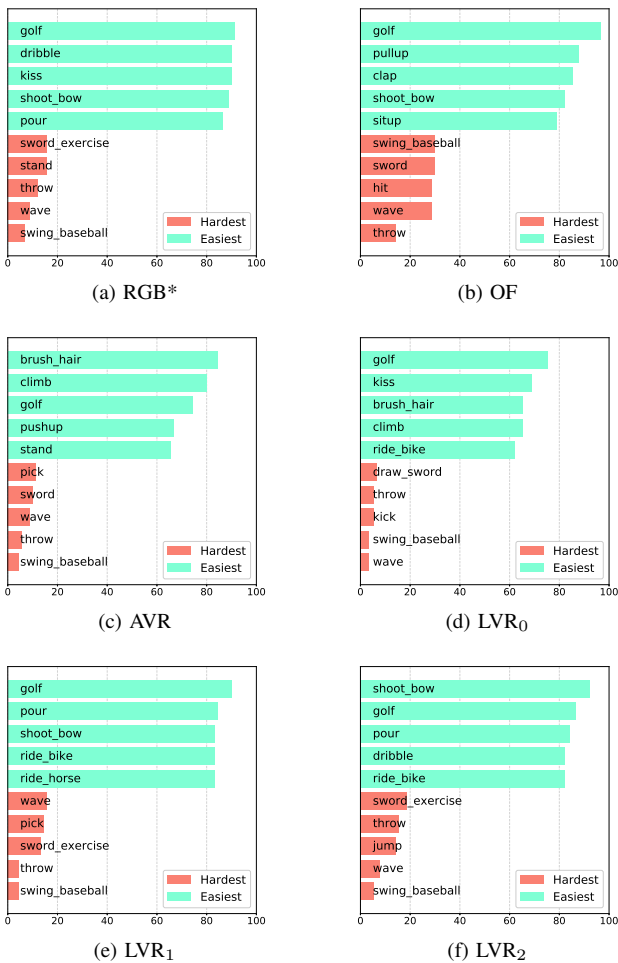 golf
dribble
kiss
shoot_bow
pour
sword_exercise
stand
throw
wave
swing_baseball
Hardest
Easiest
0 20 40 60 80 100
(a) RGB*
golf
pullup
clap
shoot_bow
situp
swing_baseball
sword
hit
wave
throw
Hardest
Easiest
0 20 40 60 80 100
(b) OF
brush_hair
climb
golf
pushup
stand
pick
sword
wave
throw
swing_baseball
Hardest
Easiest
0 20 40 60 80 100
(c) AVR
golf
kiss
brush_hair
climb
ride_bike
draw_sword
throw
kick
swing_baseball
wave
Hardest
Easiest
0 20 40 60 80 100
(d) LVR0
golf
pour
shoot_bow
ride_bike
ride_horse
wave
pick
sword_exercise
throw
swing_baseball
Hardest
Easiest
0 20 40 60 80 100
(e) LVR1
shoot_bow
golf
pour
dribble
ride_bike
sword_exercise
throw
jump
wave
swing_baseball
Hardest
Easiest
0 20 40 60 80 100
(f) LVR2